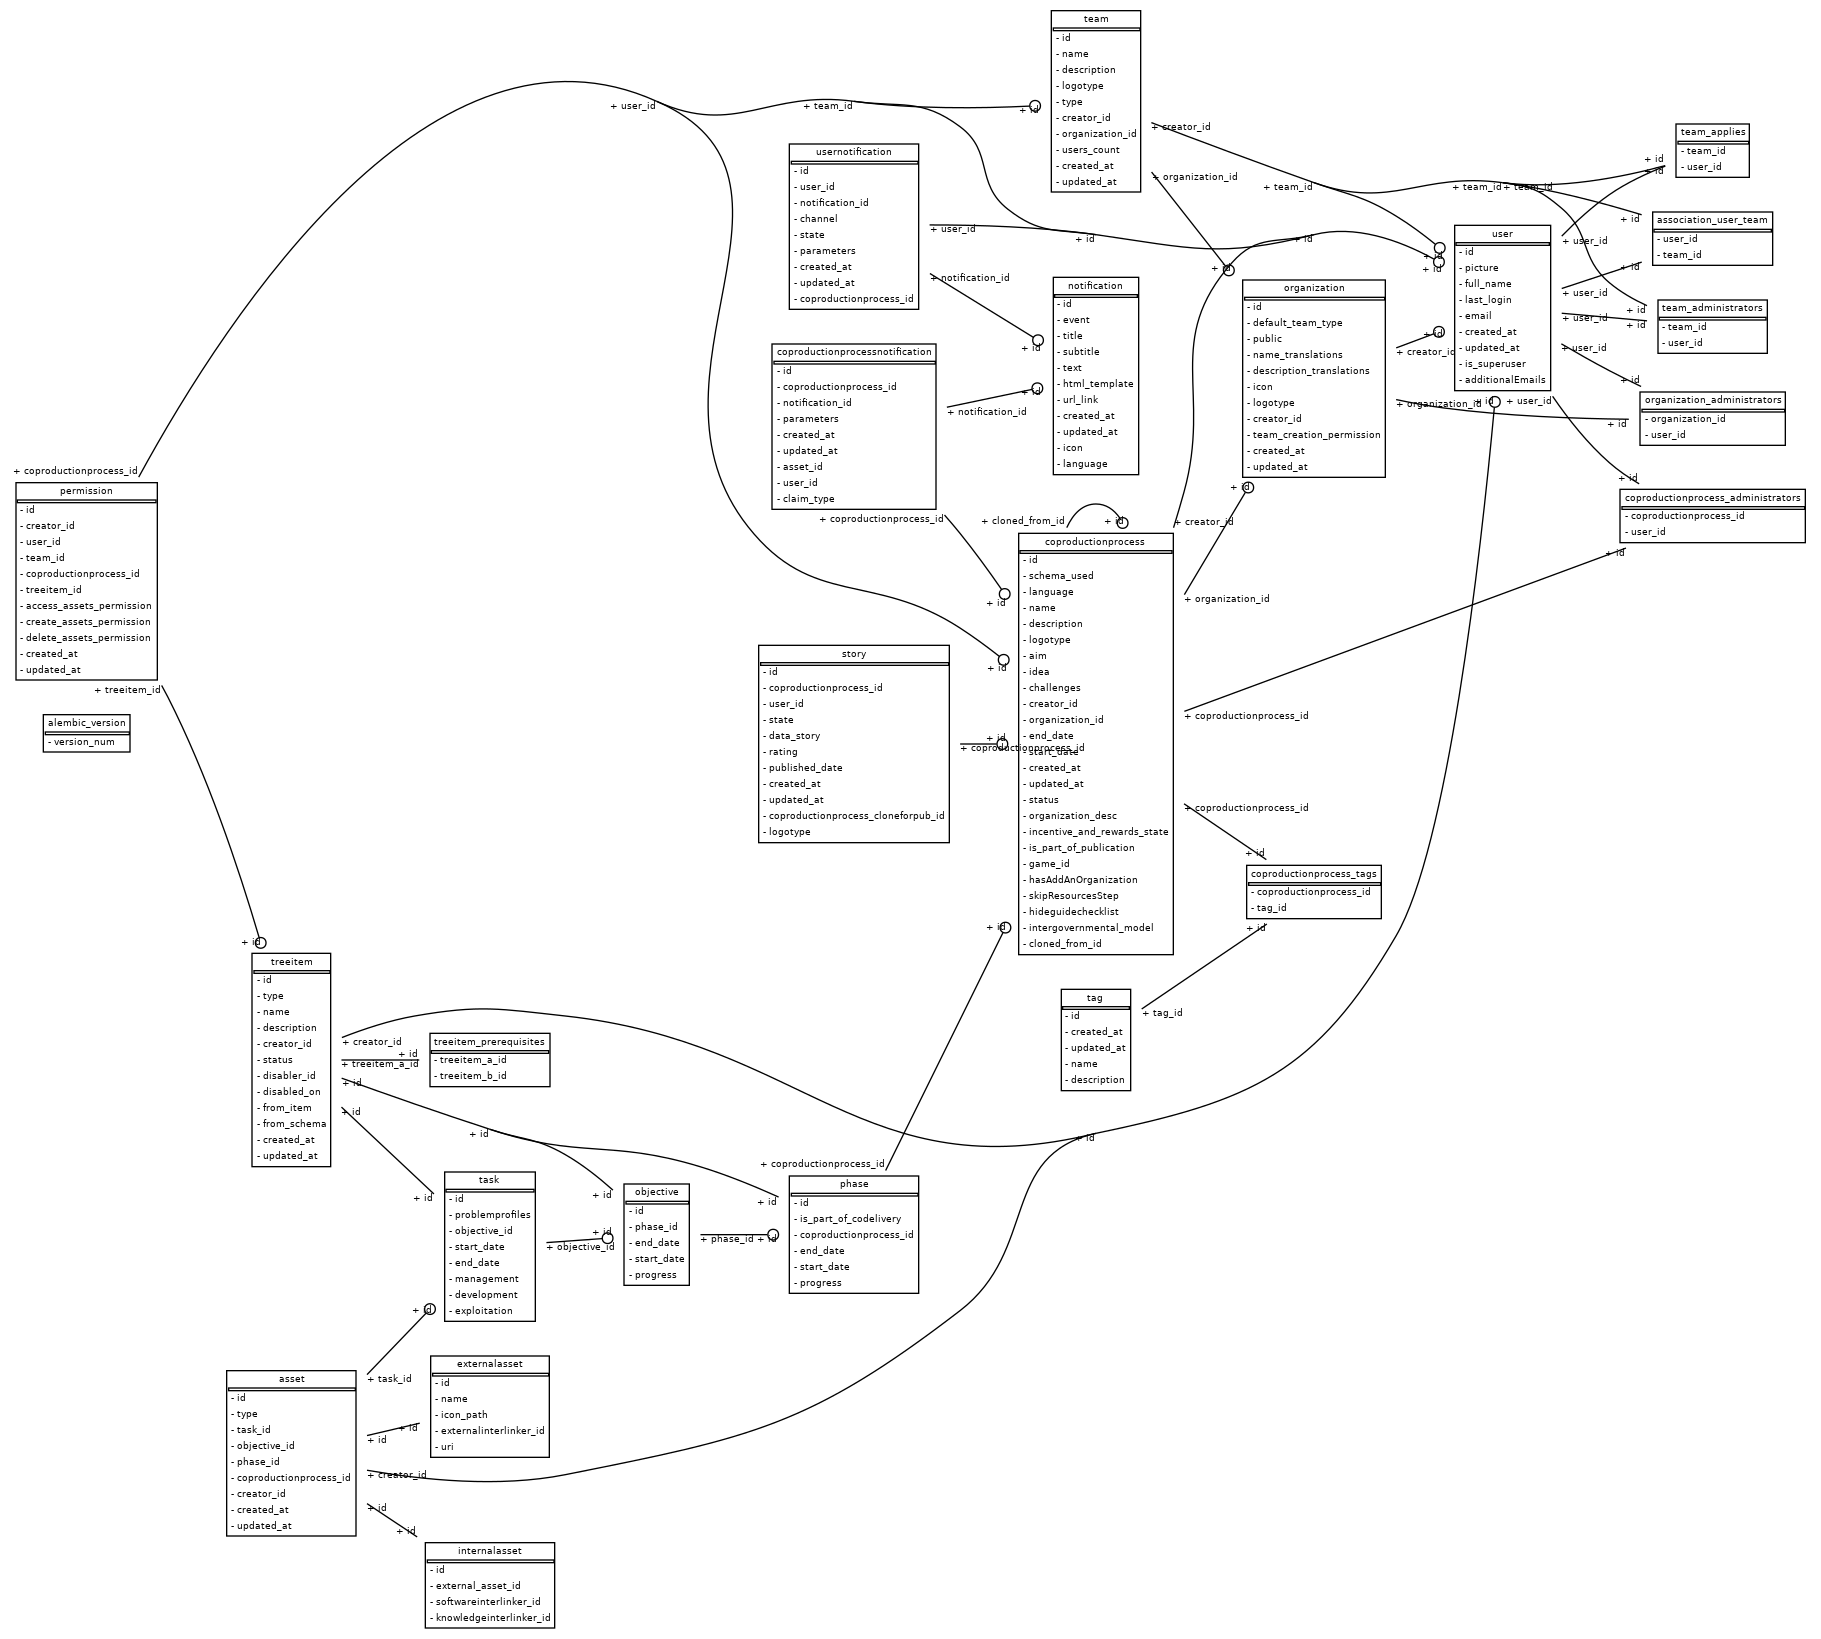 team
- id
- name
- description
- logotype
- type
- creator_id
- organization_id
- users_count
- created_at
- updated_at
+ user_id
+ team_id
+ id
+ creator_id
+ organization_id
+ team_id
+ team_id
+ team_id
team_applies
- team_id
- user_id
+ id
+ id
usernotification
- id
- user_id
- notification_id
- channel
- state
- parameters
- created_at
- updated_at
- coproductionprocess_id
+ user_id
+ notification_id
+ id
+ id
+ id
+ id
+ id
association_user_team
- user_id
- team_id
+ id
+ id
user
- id
- picture
- full_name
- last_login
- email
- created_at
- updated_at
- is_superuser
- additionalEmails
+ user_id
+ user_id
+ user_id
+ user_id
+ user_id
+ id
team_administrators
- team_id
- user_id
+ id
+ id
notification
- id
- event
- title
- subtitle
- text
- html_template
- url_link
- created_at
- updated_at
- icon
- language
+ id
+ id
organization
- id
- default_team_type
- public
- name_translations
- description_translations
- icon
- logotype
- creator_id
- team_creation_permission
- created_at
- updated_at
+ id
+ creator_id
+ organization_id
+ id
organization_administrators
- organization_id
- user_id
+ id
+ id
coproductionprocessnotification
- id
- coproductionprocess_id
- notification_id
- parameters
- created_at
- updated_at
- asset_id
- user_id
- claim_type
+ notification_id
+ coproductionprocess_id
+ id
coproductionprocess_administrators
- coproductionprocess_id
- user_id
+ id
+ id
+ coproductionprocess_id
permission
- id
- creator_id
- user_id
- team_id
- coproductionprocess_id
- treeitem_id
- access_assets_permission
- create_assets_permission
- delete_assets_permission
- created_at
- updated_at
+ treeitem_id
+ cloned_from_id
+ id
+ creator_id
coproductionprocess
- id
- schema_used
- language
- name
- description
- logotype
- aim
- idea
- challenges
- creator_id
- organization_id
- end_date
- start_date
- created_at
- updated_at
- status
- organization_desc
- incentive_and_rewards_state
- is_part_of_publication
- game_id
- hasAddAnOrganization
- skipResourcesStep
- hideguidechecklist
- intergovernmental_model
- cloned_from_id
+ organization_id
+ coproductionprocess_id
+ coproductionprocess_id
+ id
+ id
story
- id
- coproductionprocess_id
- user_id
- state
- data_story
- rating
- published_date
- created_at
- updated_at
- coproductionprocess_cloneforpub_id
- logotype
+ id
+ coproductionprocess_id
alembic_version
- version_num
+ id
coproductionprocess_tags
- coproductionprocess_id
- tag_id
+ id
+ id
+ tag_id
tag
- id
- created_at
- updated_at
- name
- description
+ id
treeitem
- id
- type
- name
- description
- creator_id
- status
- disabler_id
- disabled_on
- from_item
- from_schema
- created_at
- updated_at
+ creator_id
+ id
+ treeitem_a_id
+ id
+ id
treeitem_prerequisites
- treeitem_a_id
- treeitem_b_id
+ id
+ id
task
- id
- problemprofiles
- objective_id
- start_date
- end_date
- management
- development
- exploitation
+ id
+ id
+ objective_id
+ id
objective
- id
- phase_id
- end_date
- start_date
- progress
+ id
+ phase_id
+ id
+ id
+ coproductionprocess_id
phase
- id
- is_part_of_codelivery
- coproductionprocess_id
- end_date
- start_date
- progress
asset
- id
- type
- task_id
- objective_id
- phase_id
- coproductionprocess_id
- creator_id
- created_at
- updated_at
+ id
+ task_id
+ id
+ id
+ creator_id
+ id
+ id
externalasset
- id
- name
- icon_path
- externalinterlinker_id
- uri
internalasset
- id
- external_asset_id
- softwareinterlinker_id
- knowledgeinterlinker_id